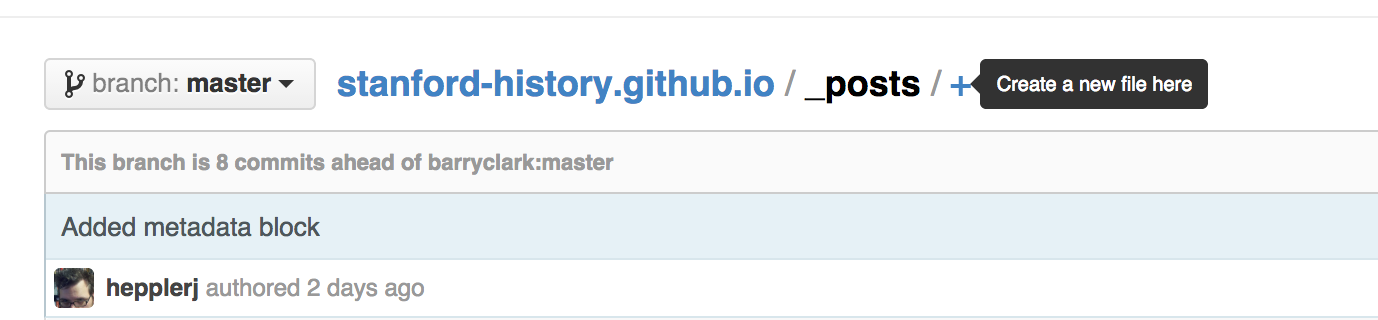 branch: master stanford-history.github.io / _posts / + Create a new file here
This branch is 8 commits ahead of barryclark:master
Added metadata block
hepplerj authored 2 days ago